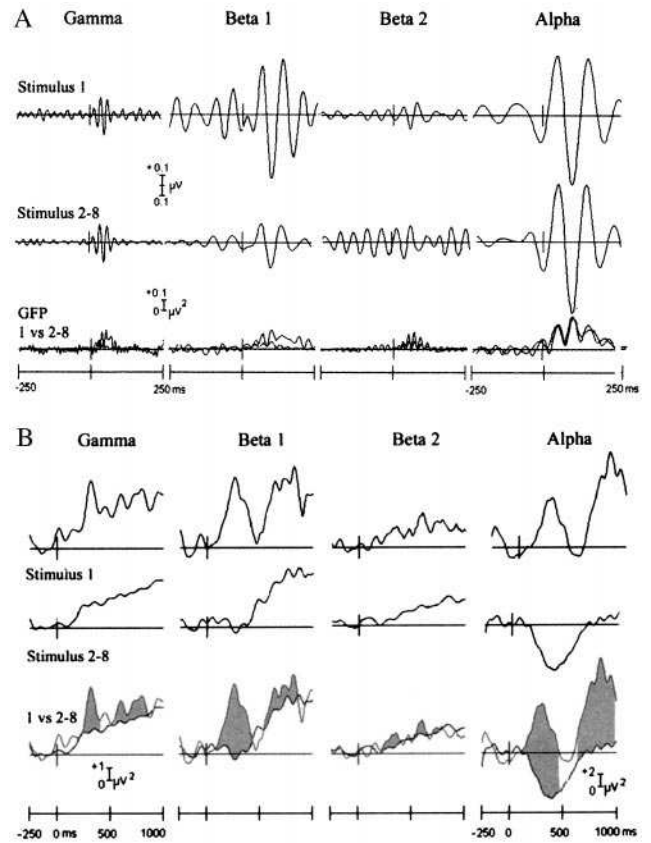 A
Gamma Beta 1 Beta 2 Alpha
Stimulus 1
+0.1
0.1 μV
Stimulus 2-8
+0.1
0 μV²
GFP
1 vs 2-8
-250 250 ms -250 250 ms
B
Gamma Beta 1 Beta 2 Alpha
Stimulus 1
Stimulus 2-8
1 vs 2-8
+1
0 μV²
+2
0 μV²
-250 0 ms 500 1000 -250 0 500 1000 ms